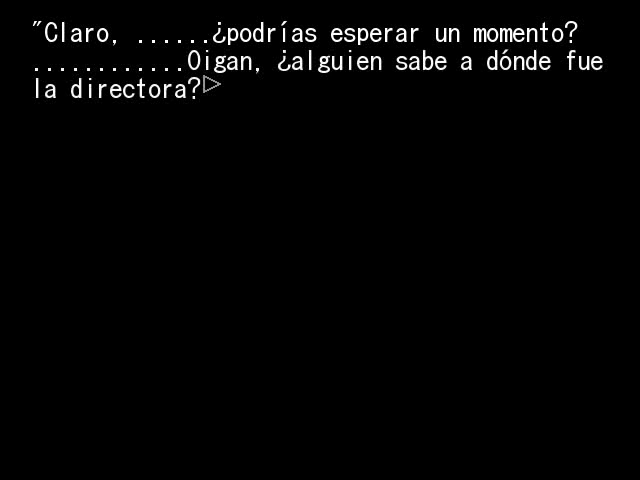 "Claro, ......¿podrías esperar un momento?
............Oigan, ¿alguien sabe a dónde fue
la directora?